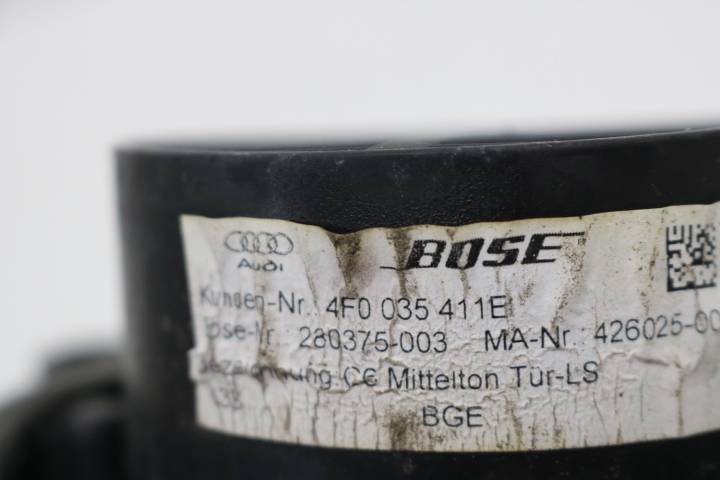 Audi BOSE
Kunden-Nr. 4F0 035 411E
Bose-Nr. 280375-003 MA-Nr. 426025-00
Bezeichnung C6 Mittelton Tür-LS
BGE